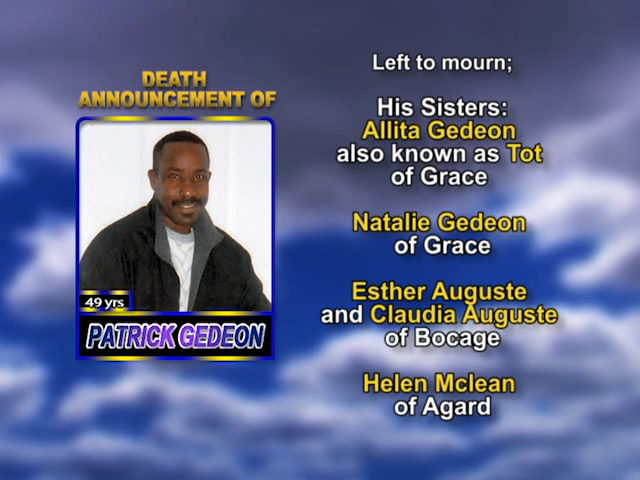 DEATH
ANNOUNCEMENT OF
49 yrs
PATRICK GEDEON
Left to mourn;
His Sisters:
Allita Gedeon
also known as Tot
of Grace
Natalie Gedeon
of Grace
Esther Auguste
and Claudia Auguste
of Bocage
Helen Mclean
of Agard